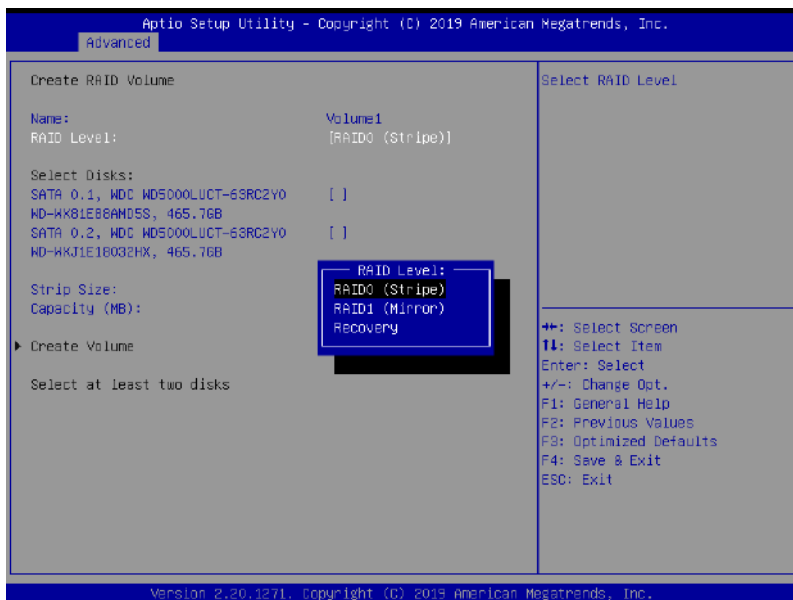 Aptio Setup Utility - Copyright (C) 2019 American Megatrends, Inc.
Advanced
Create RAID Volume
Select RAID Level
Name: Volume1
RAID Level: [RAID0 (Stripe)]
Select Disks:
SATA 0.1, WDC WD5000LUCT-63RC2Y0 [ ]
WD-WX81E88AMD5S, 465.7GB
SATA 0.2, WDC WD5000LUCT-63RC2Y0 [ ]
WD-WXJ1E18032HX, 465.7GB
RAID Level:
Strip Size:
RAID0 (Stripe)
Capacity (MB):
RAID1 (Mirror)
Recovery
Create Volume
Select at least two disks
→←: Select Screen
↑↓: Select Item
Enter: Select
+/-: Change Opt.
F1: General Help
F2: Previous Values
F3: Optimized Defaults
F4: Save & Exit
ESC: Exit
Version 2.20.1271. Copyright (C) 2019 American Megatrends, Inc.